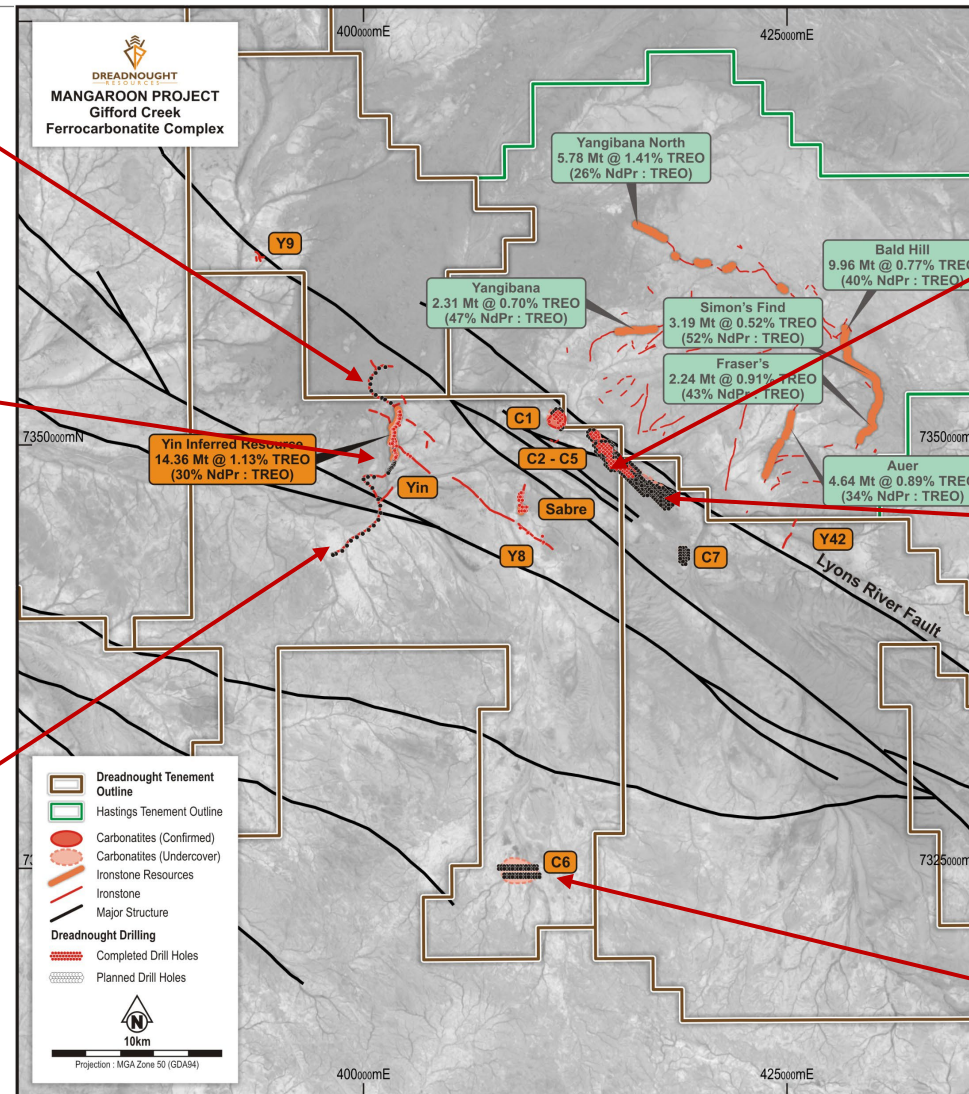 400000mE
425000mE
DREADNOUGHT
RESOURCES
MANGAROON PROJECT
Gifford Creek
Ferrocarbonatite Complex
Yangibana North
5.78 Mt @ 1.41% TREO
(26% NdPr : TREO)
Y9
Bald Hill
9.96 Mt @ 0.77% TREO
(40% NdPr : TREO)
Yangibana
2.31 Mt @ 0.70% TREO
(47% NdPr : TREO)
Simon's Find
3.19 Mt @ 0.52% TREO
(52% NdPr : TREO)
Fraser's
2.24 Mt @ 0.91% TREO
(43% NdPr : TREO)
C1
7350000mN
7350000m
Yin Inferred Resource
14.36 Mt @ 1.13% TREO
(30% NdPr : TREO)
C2 - C5
Auer
4.64 Mt @ 0.89% TREO
(34% NdPr : TREO)
Yin
Sabre
Y8
C7
Y42
Lyons River Fault
Dreadnought Tenement
Outline
Hastings Tenement Outline
Carbonatites (Confirmed)
Carbonatites (Undercover)
Ironstone Resources
Ironstone
Major Structure
Dreadnought Drilling
Completed Drill Holes
Planned Drill Holes
N
10km
Projection : MGA Zone 50 (GDA94)
73
C6
7325000m
400000mE
425000mE